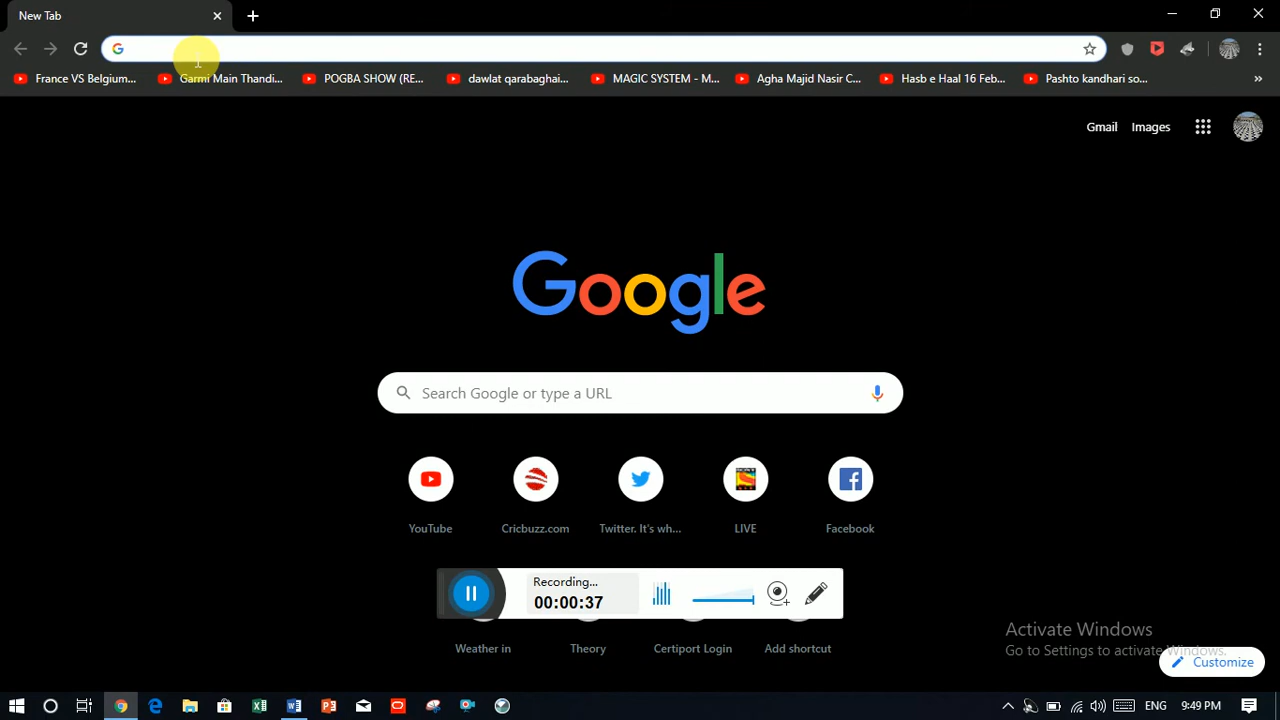 New Tab
France VS Belgium...
Garmi Main Thandi...
POGBA SHOW (RE...
dawlat qarabaghai...
MAGIC SYSTEM - M...
Agha Majid Nasir C...
Hasb e Haal 16 Feb...
Pashto kandhari so...
»
Gmail
Images
Google
Search Google or type a URL
YouTube
Cricbuzz.com
Twitter. It's wh...
LIVE
Facebook
Recording...
00:00:37
Weather in
Theory
Certiport Login
Add shortcut
Activate Windows
Go to Settings to activate Windows.
Customize
ENG
9:49 PM